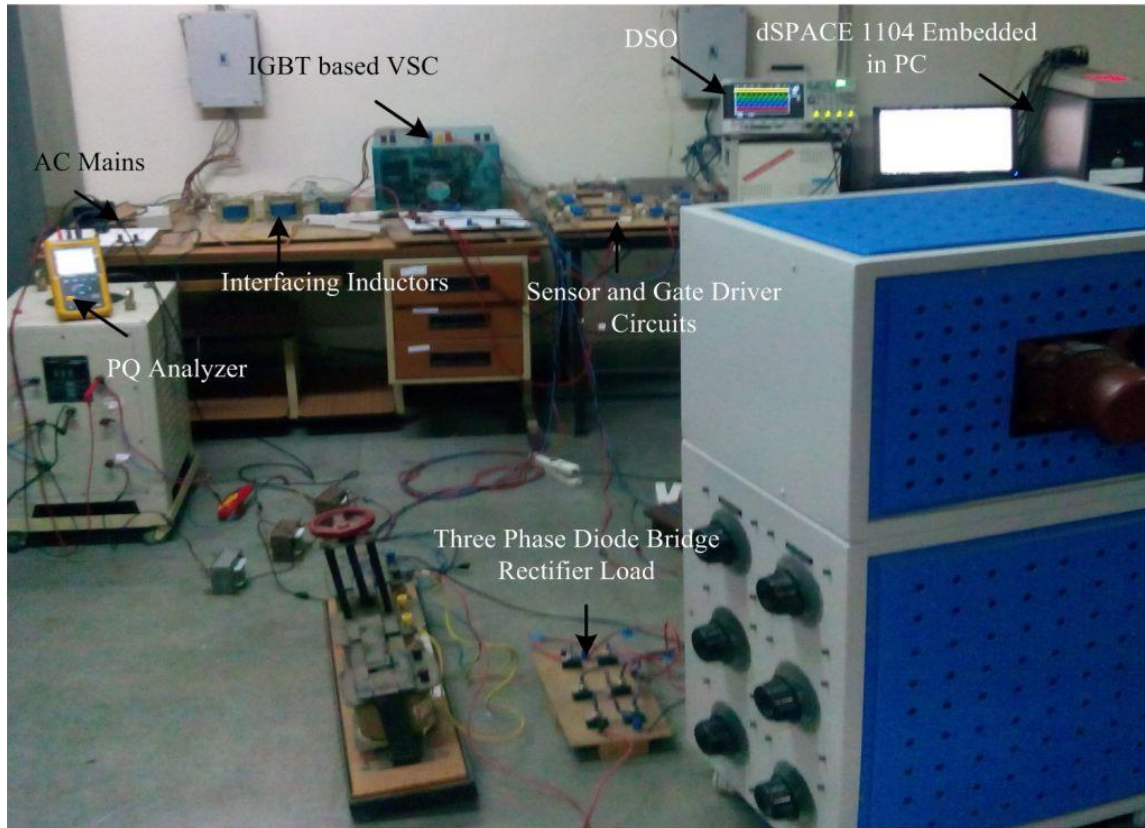 DSO
dSPACE 1104 Embedded
in PC
IGBT based VSC
AC Mains
Interfacing Inductors
Sensor and Gate Driver
Circuits
PQ Analyzer
Three Phase Diode Bridge
Rectifier Load